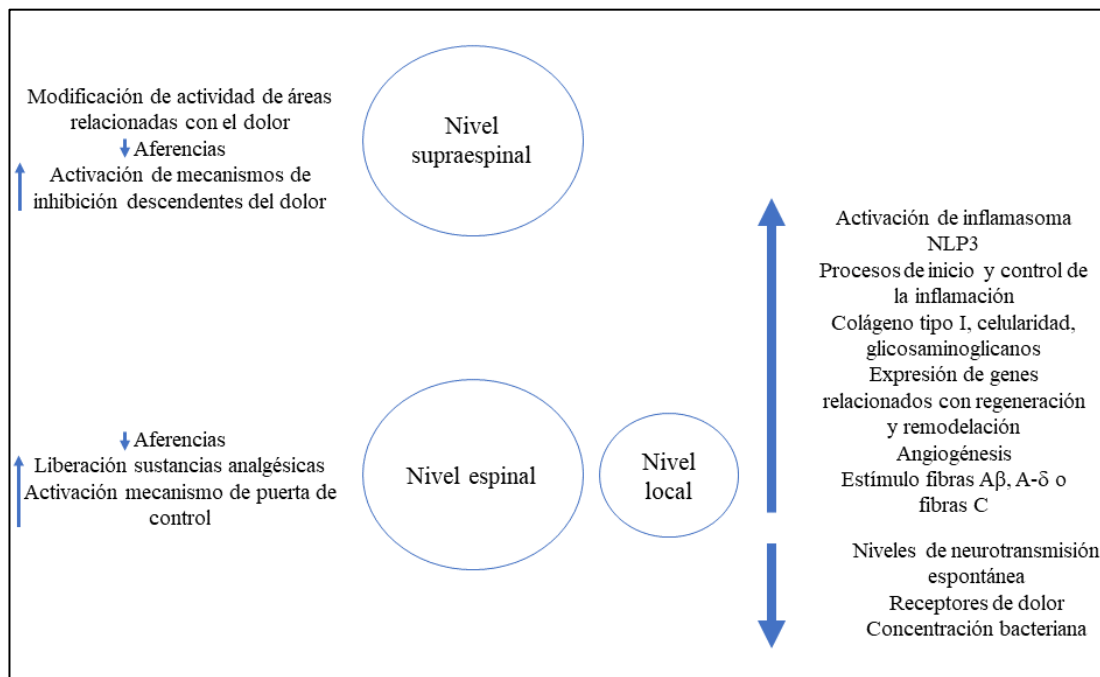 Modificación de actividad de áreas
relacionadas con el dolor
Aferencias
Activación de mecanismos de
inhibición descendentes del dolor
Nivel
supraespinal
Aferencias
Liberación sustancias analgésicas
Activación mecanismo de puerta de
control
Nivel espinal
Nivel
local
Activación de inflamasoma
NLP3
Procesos de inicio y control de
la inflamación
Colágeno tipo I, celularidad,
glicosaminoglicanos
Expresión de genes
relacionados con regeneración
y remodelación
Angiogénesis
Estímulo fibras Aβ, A-δ o
fibras C
Niveles de neurotransmisión
espontánea
Receptores de dolor
Concentración bacteriana